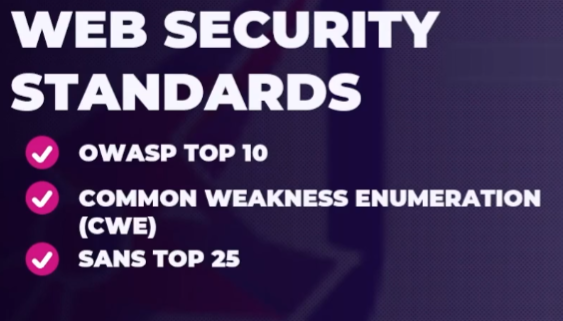 WEB SECURITY
STANDARDS
OWASP TOP 10
COMMON WEAKNESS ENUMERATION
(CWE)
SANS TOP 25